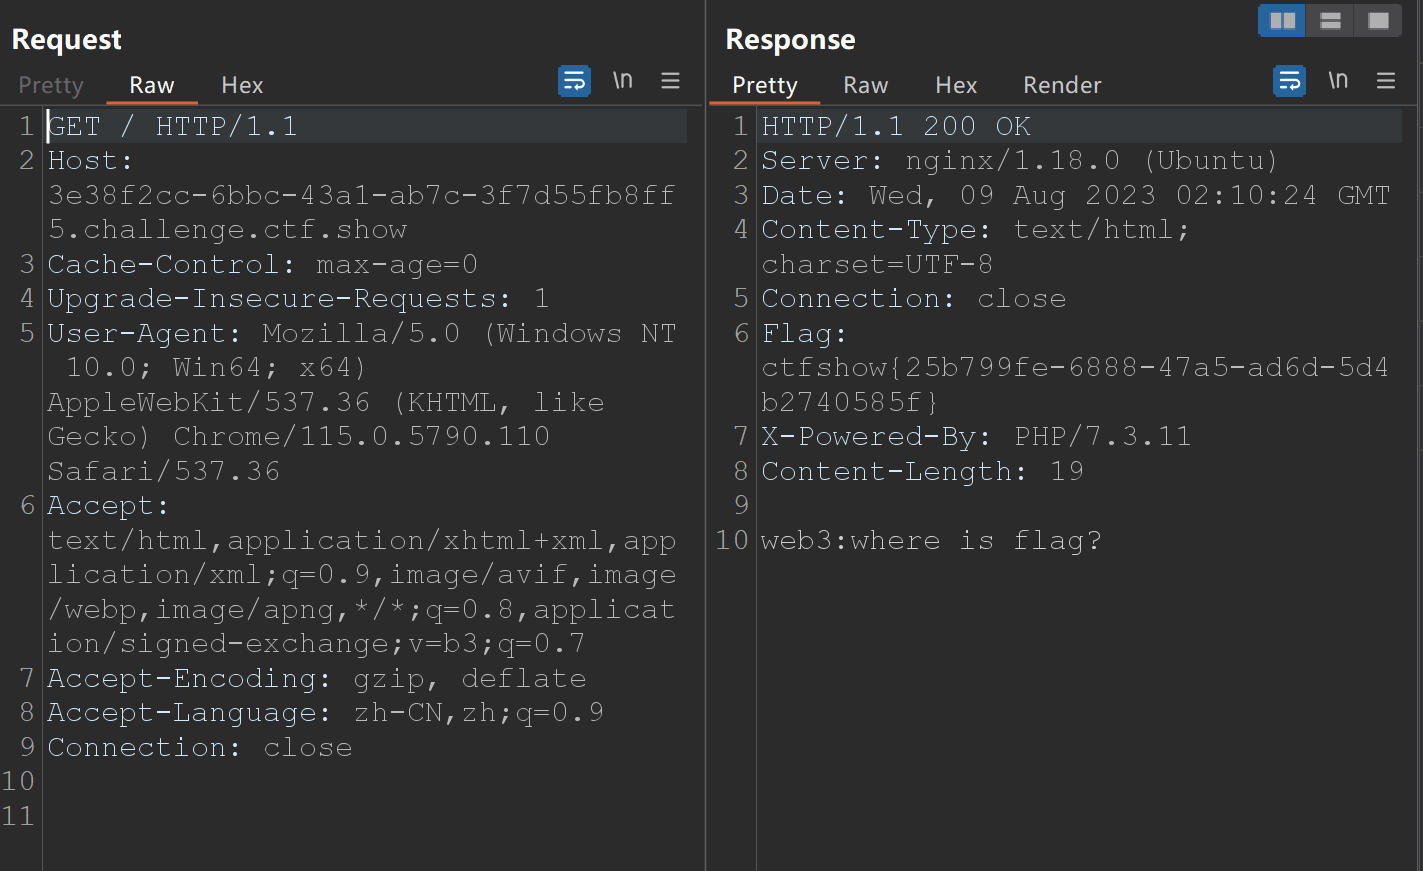 Request
Pretty Raw Hex \n
1 GET / HTTP/1.1
2 Host:
3e38f2cc-6bbc-43a1-ab7c-3f7d55fb8ff
5.challenge.ctf.show
3 Cache-Control: max-age=0
4 Upgrade-Insecure-Requests: 1
5 User-Agent: Mozilla/5.0 (Windows NT
10.0; Win64; x64)
AppleWebKit/537.36 (KHTML, like
Gecko) Chrome/115.0.5790.110
Safari/537.36
6 Accept:
text/html,application/xhtml+xml,app
lication/xml;q=0.9,image/avif,image
/webp,image/apng,*/*;q=0.8,applicat
ion/signed-exchange;v=b3;q=0.7
7 Accept-Encoding: gzip, deflate
8 Accept-Language: zh-CN,zh;q=0.9
9 Connection: close
10
11
Response
Pretty Raw Hex Render \n
1 HTTP/1.1 200 OK
2 Server: nginx/1.18.0 (Ubuntu)
3 Date: Wed, 09 Aug 2023 02:10:24 GMT
4 Content-Type: text/html;
charset=UTF-8
5 Connection: close
6 Flag:
ctfshow{25b799fe-6888-47a5-ad6d-5d4
b2740585f}
7 X-Powered-By: PHP/7.3.11
8 Content-Length: 19
9
10 web3:where is flag?